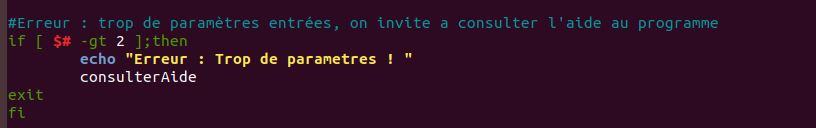 #Erreur : trop de paramètres entrées, on invite a consulter l'aide au programme
if [ $# -gt 2 ];then
        echo "Erreur : Trop de parametres ! "
        consulterAide
exit
fi